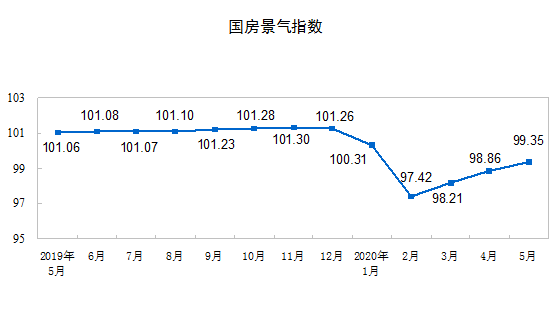 国房景气指数
103
101
99
97
95
101.06
101.08
101.07
101.10
101.23
101.28
101.30
101.26
100.31
97.42
98.21
98.86
99.35
2019年
5月
6月
7月
8月
9月
10月
11月
12月
2020年
1月
2月
3月
4月
5月